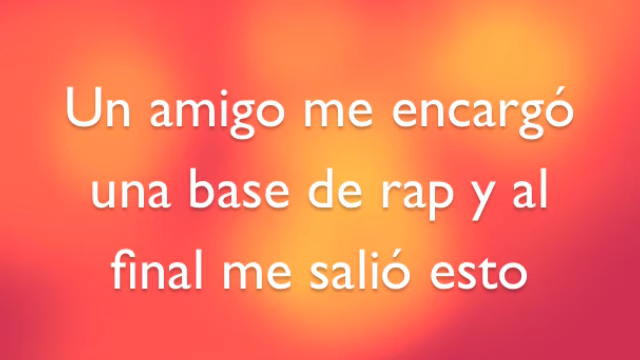 Un amigo me encargó
una base de rap y al
final me salió esto